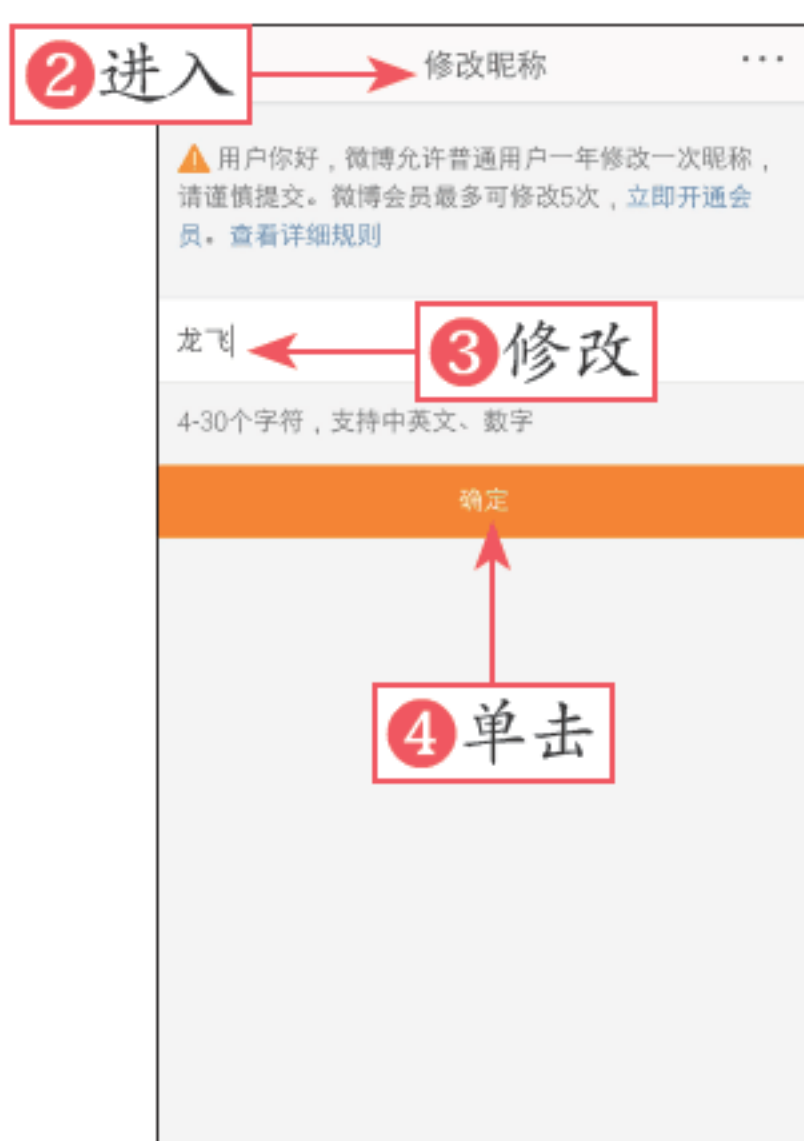 ❷进入
修改昵称
...
用户你好，微博允许普通用户一年修改一次昵称，
请谨慎提交。微博会员最多可修改5次，立即开通会
员。查看详细规则
龙飞
❸修改
4-30个字符，支持中英文、数字
确定
❹单击